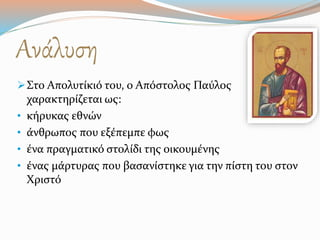 Ανάλυση
➢Στο Απολυτίκιό του, ο Απόστολος Παύλος
χαρακτηρίζεται ως:
• κήρυκας εθνών
• άνθρωπος που εξέπεμπε φως
• ένα πραγματικό στολίδι της οικουμένης
• ένας μάρτυρας που βασανίστηκε για την πίστη του στον
Χριστό